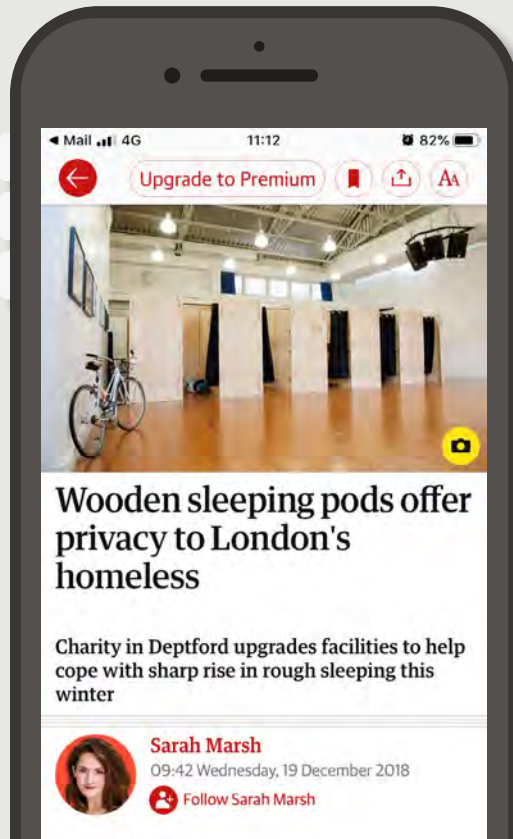 Mail 4G 11:12 82%
Upgrade to Premium AA
Wooden sleeping pods offer
privacy to London's
homeless
Charity in Deptford upgrades facilities to help
cope with sharp rise in rough sleeping this
winter
Sarah Marsh
09:42 Wednesday, 19 December 2018
Follow Sarah Marsh